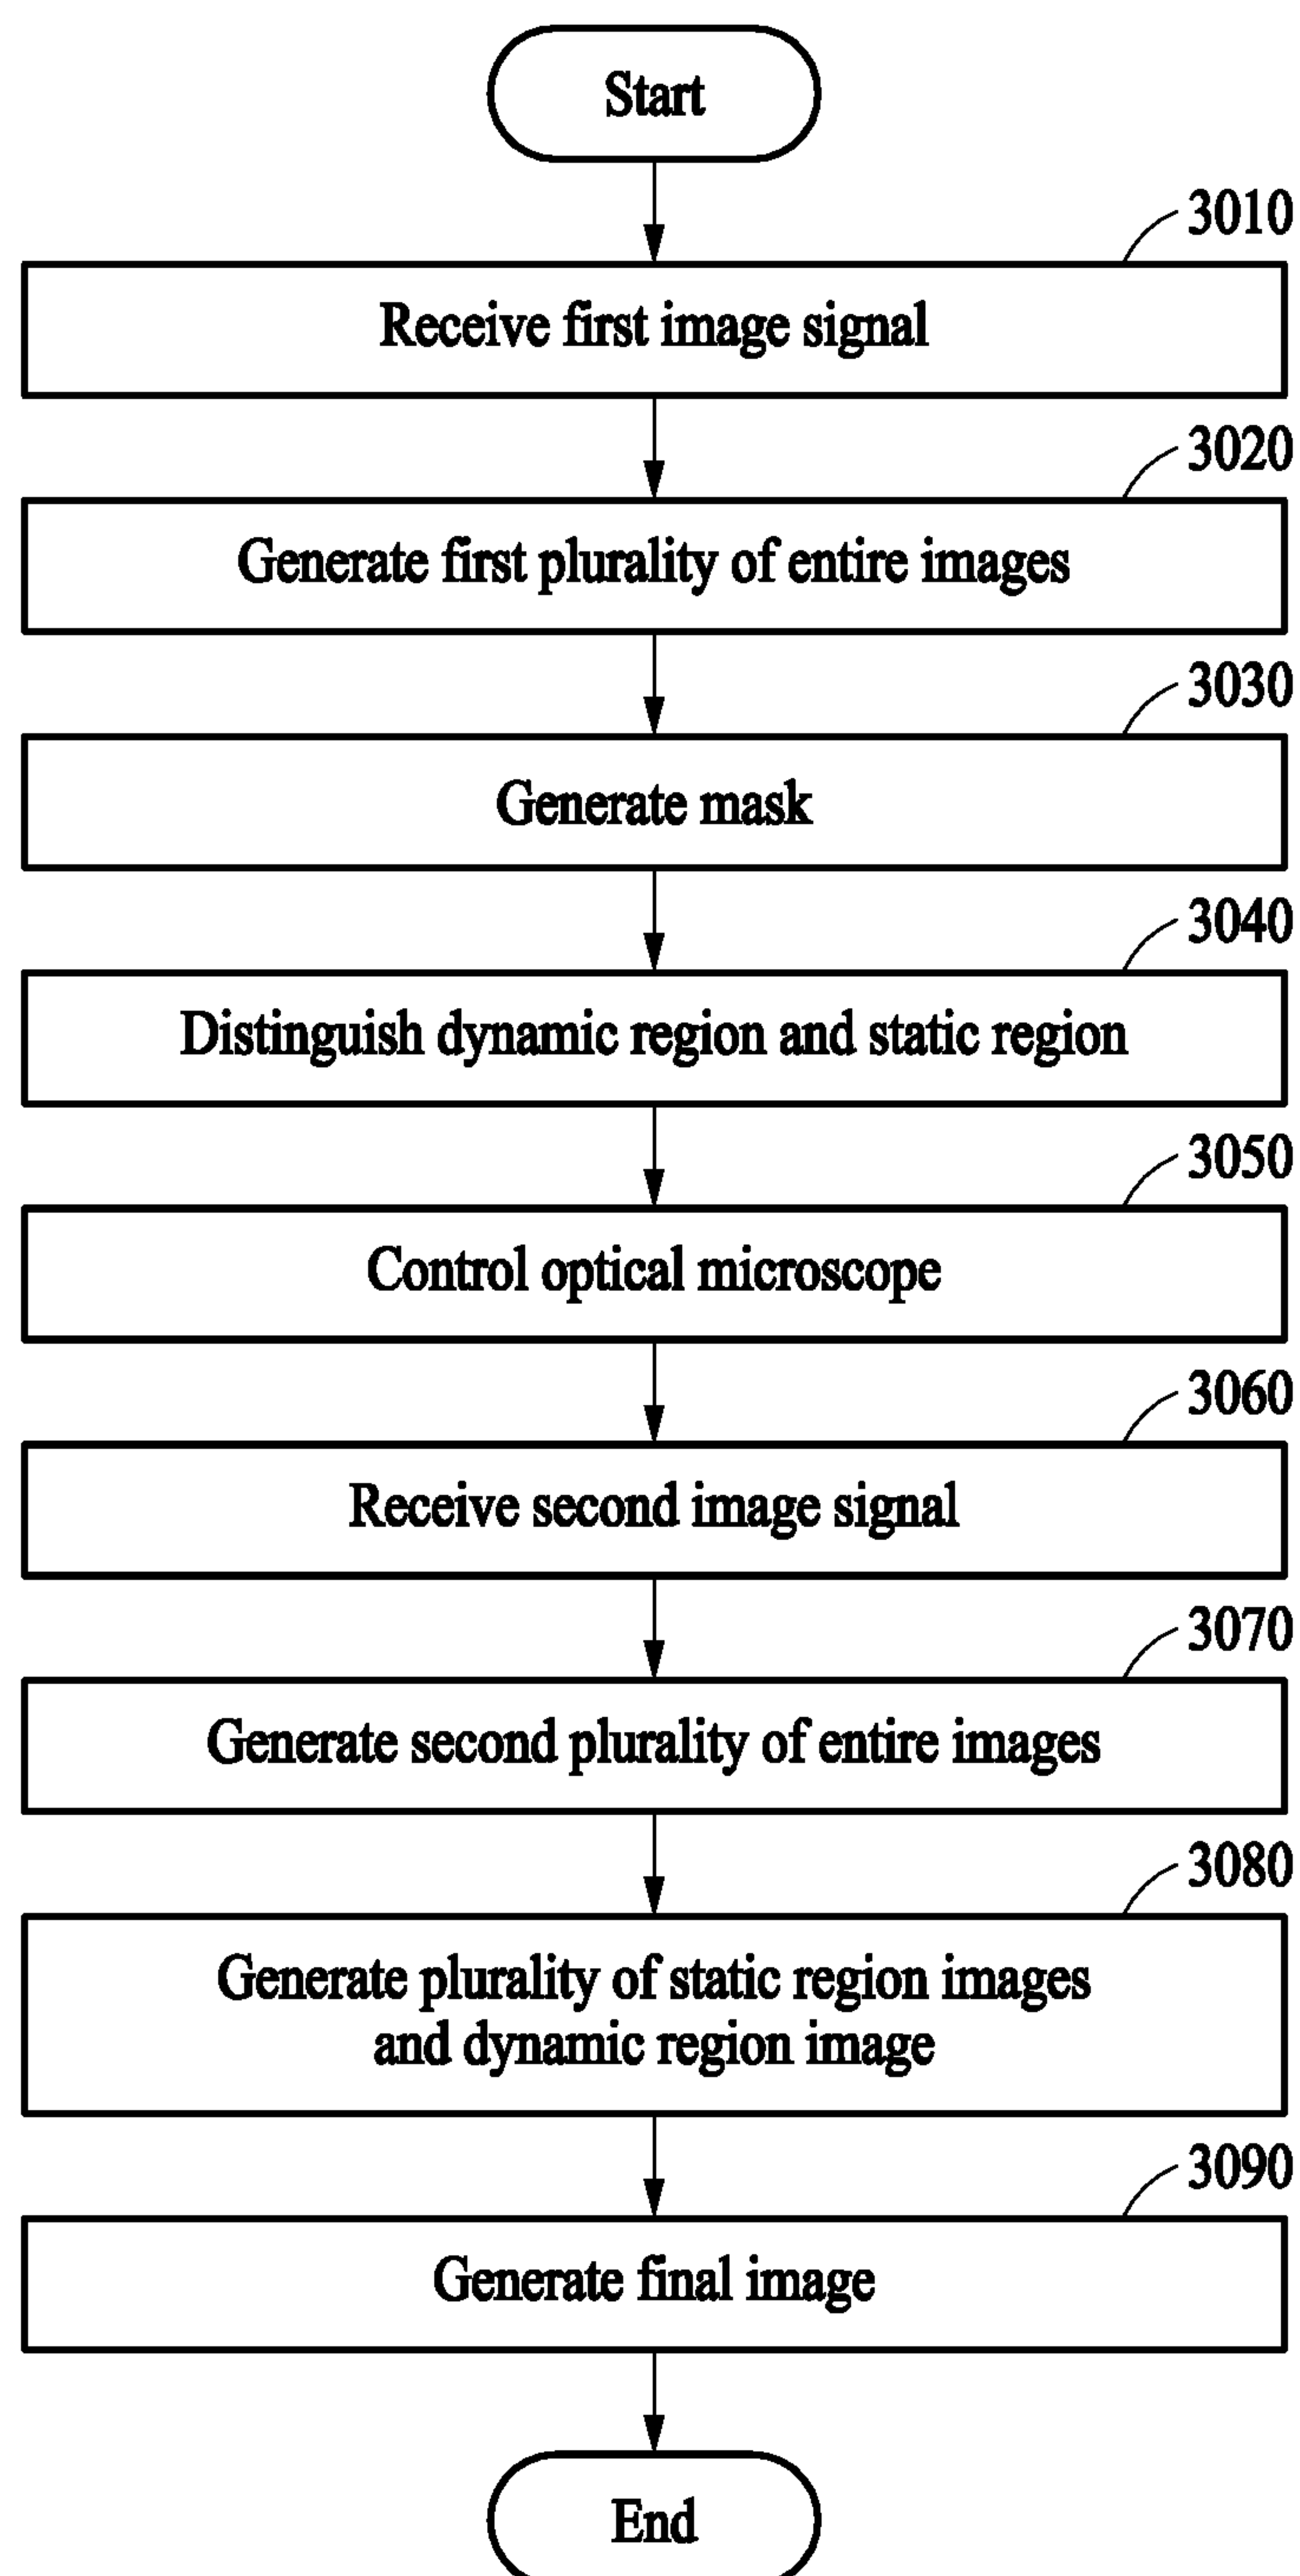 Start
3010
Receive first image signal
3020
Generate first plurality of entire images
3030
Generate mask
3040
Distinguish dynamic region and static region
3050
Control optical microscope
3060
Receive second image signal
3070
Generate second plurality of entire images
3080
Generate plurality of static region images
and dynamic region image
3090
Generate final image
End